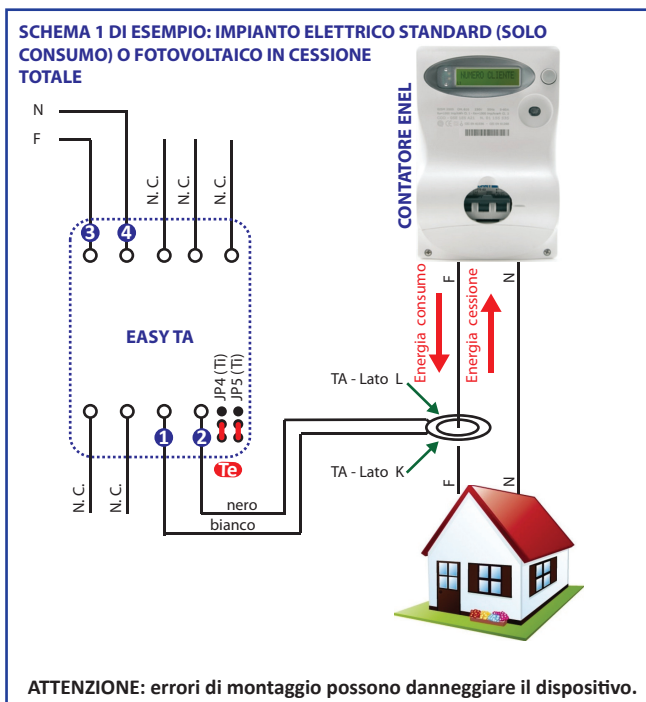 SCHEMA 1 DI ESEMPIO: IMPIANTO ELETTRICO STANDARD (SOLO
CONSUMO) O FOTOVOLTAICO IN CESSIONE
TOTALE
N
F
N. C.
N. C.
N. C.
3
4
EASY TA
JP4 (Ti)
JP5 (Ti)
1
2
Te
N. C.
N. C.
nero
bianco
CONTATORE ENEL
NUMERO CLIENTE
Energia consumo
F
Energia cessione
N
TA - Lato L
TA - Lato K
F
N
ATTENZIONE: errori di montaggio possono danneggiare il dispositivo.